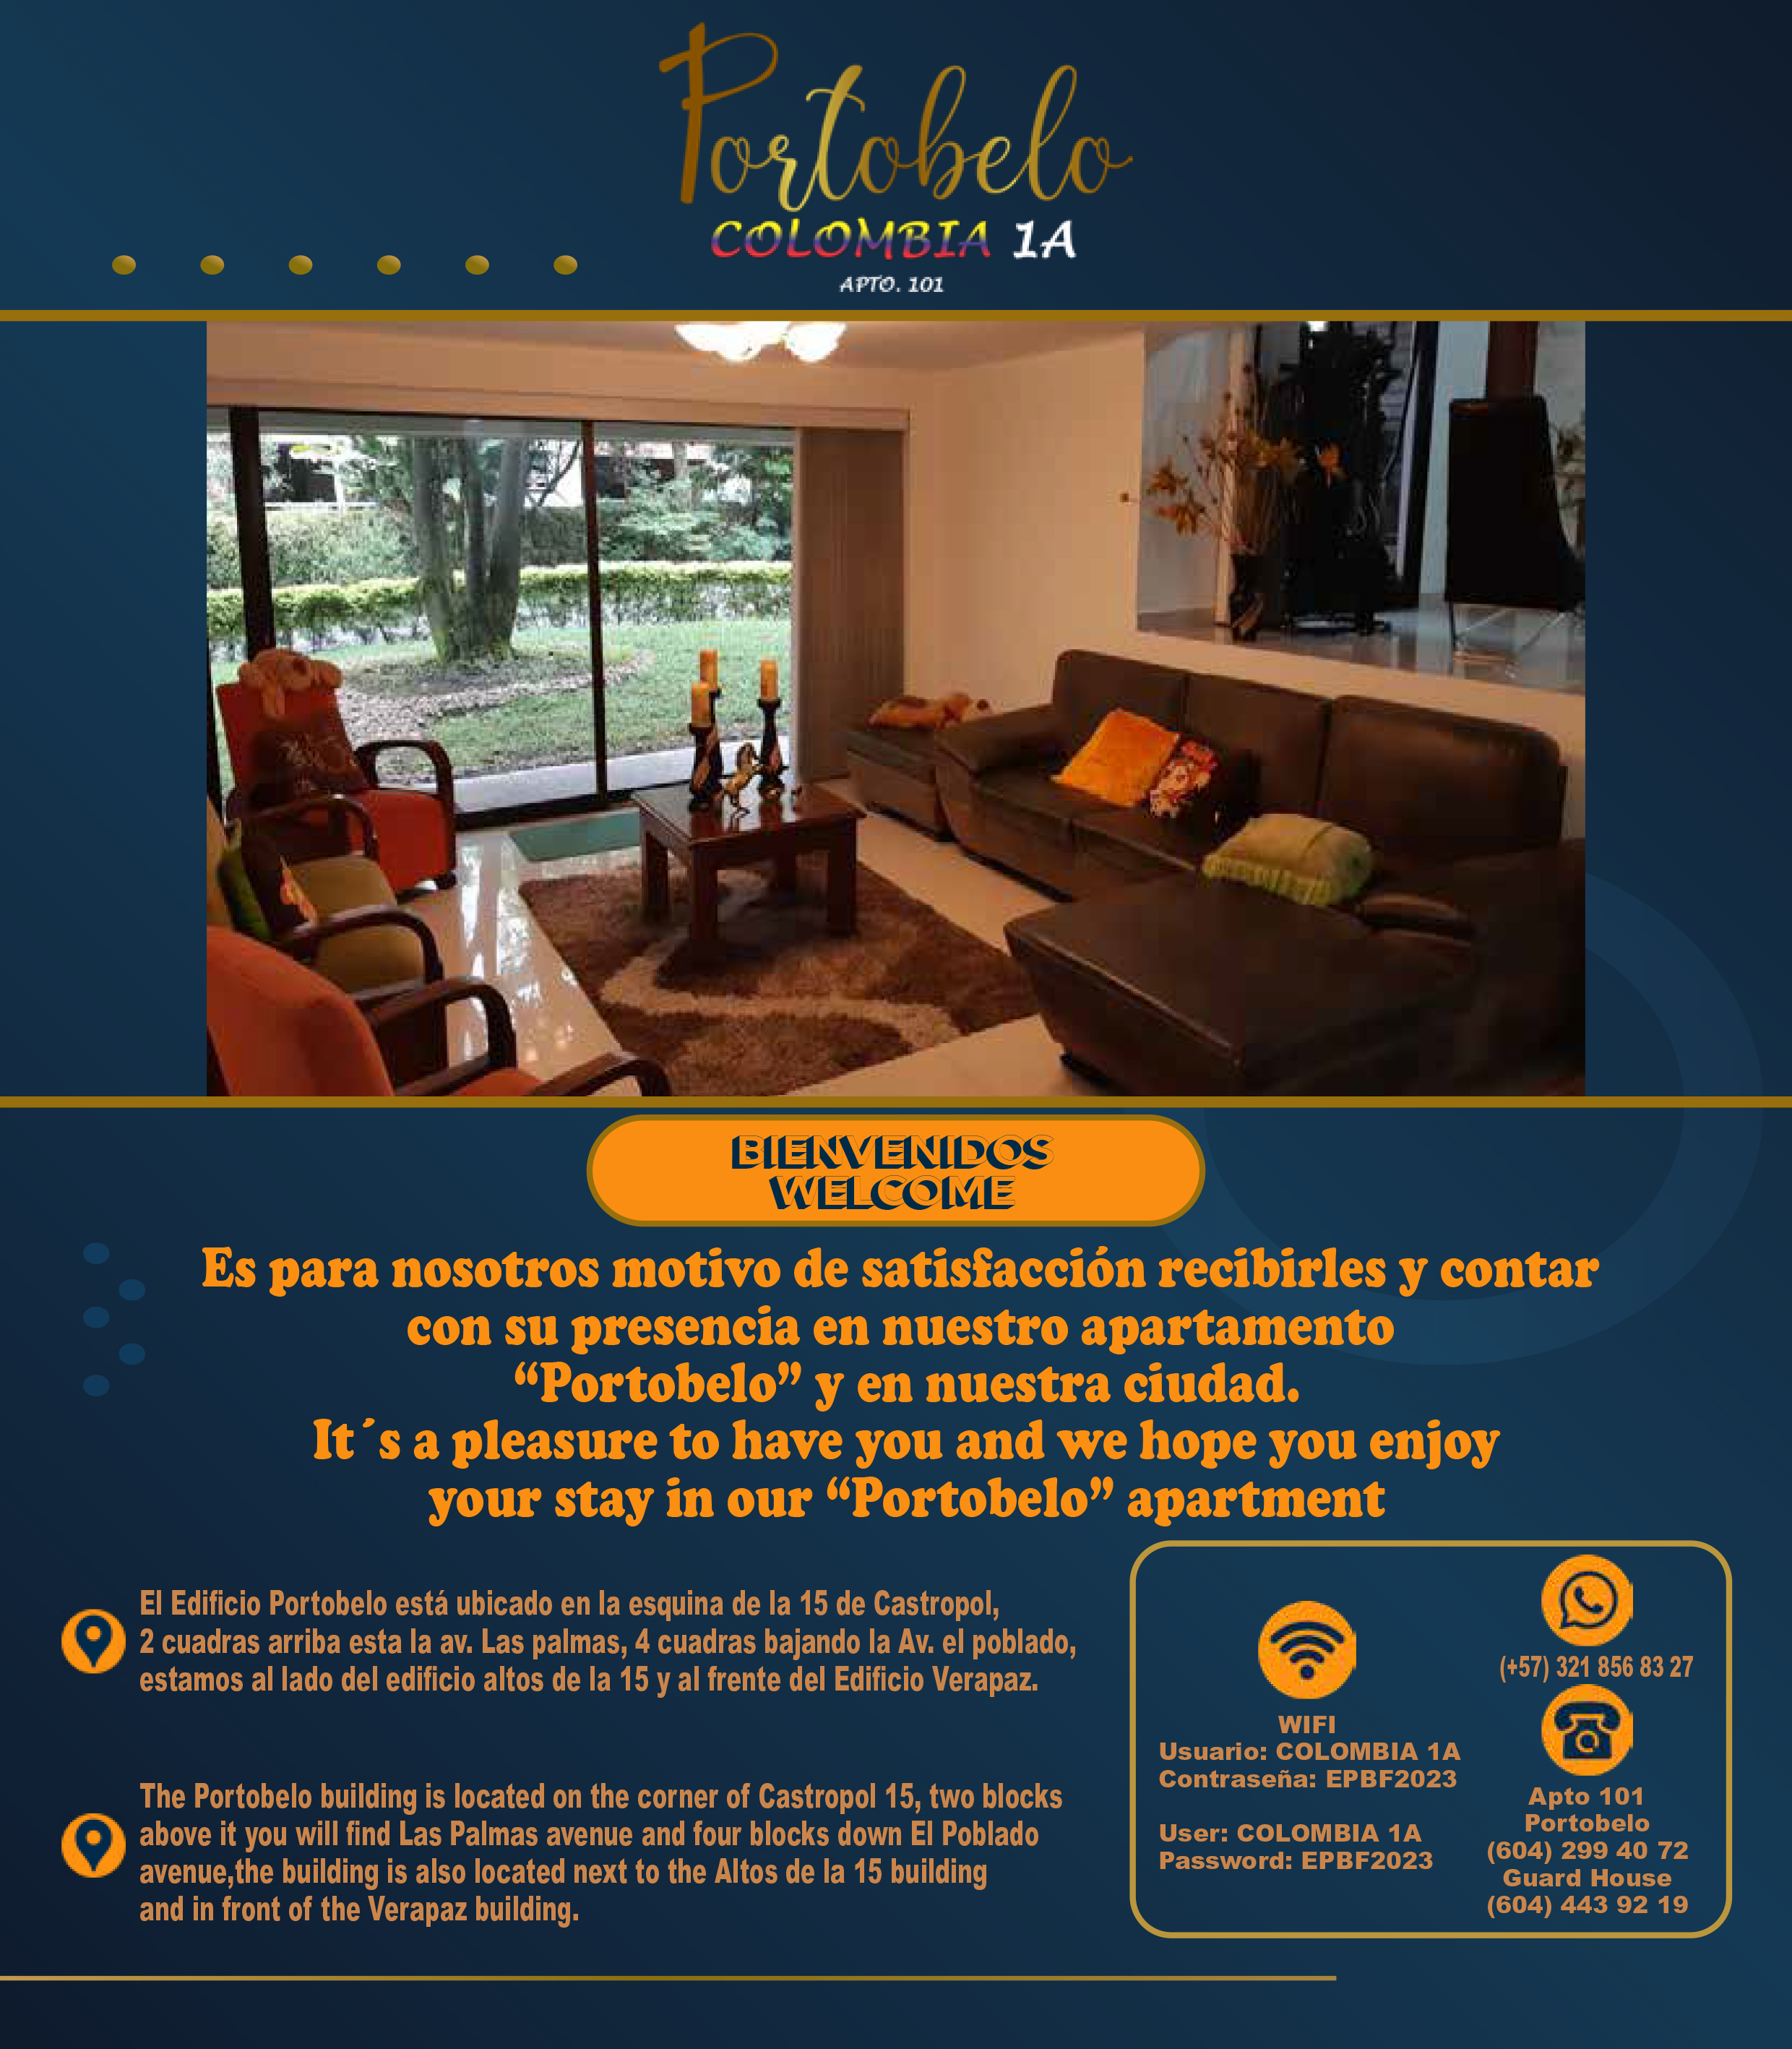 Portobelo
COLOMBIA 1A
APTO. 101
BIENVENIDOS
WELCOME
Es para nosotros motivo de satisfacción recibirles y contar
con su presencia en nuestro apartamento
“Portobelo” y en nuestra ciudad.
It´s a pleasure to have you and we hope you enjoy
your stay in our “Portobelo” apartment
El Edificio Portobelo está ubicado en la esquina de la 15 de Castropol,
2 cuadras arriba esta la av. Las palmas, 4 cuadras bajando la Av. el poblado,
estamos al lado del edificio altos de la 15 y al frente del Edificio Verapaz.
The Portobelo building is located on the corner of Castropol 15, two blocks
above it you will find Las Palmas avenue and four blocks down El Poblado
avenue,the building is also located next to the Altos de la 15 building
and in front of the Verapaz building.
WIFI
Usuario: COLOMBIA 1A
Contraseña: EPBF2023
User: COLOMBIA 1A
Password: EPBF2023
(+57) 321 856 83 27
Apto 101
Portobelo
(604) 299 40 72
Guard House
(604) 443 92 19